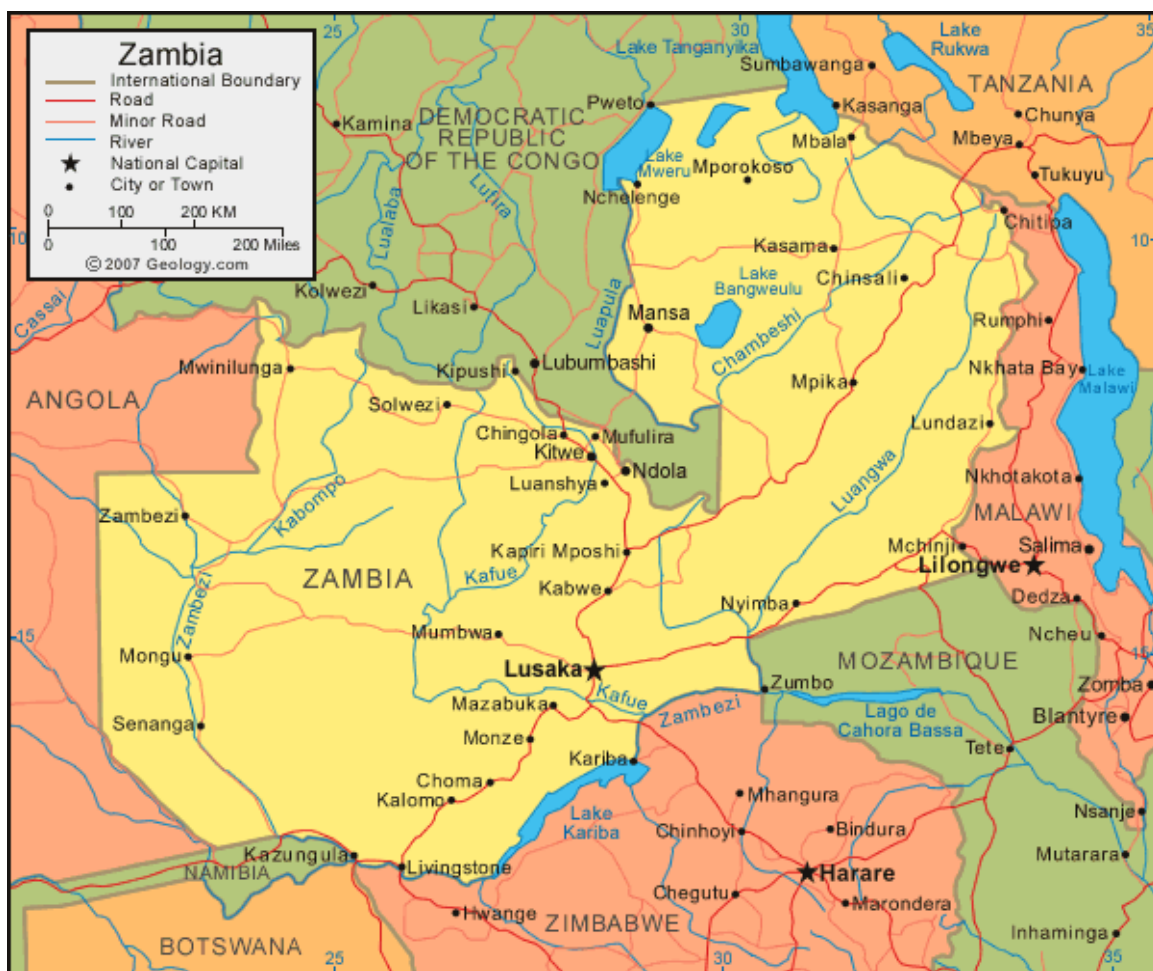 Zambia
International Boundary
Road
Minor Road
River
National Capital
City or Town
0 100 200 KM
0 100 200 Miles
© 2007 Geology.com
25
30
35
Lake Tanganyika
Lake
Rukwa
Sumbawanga
TANZANIA
Pweto
Kasanga
Chunya
Kamina
DEMOCRATIC
REPUBLIC
OF THE CONGO
Mbala
Mbeya
Lake
Mweru
Mporokoso
Tukuyu
Lufira
Nchelenge
Chitipa
Lualaba
10
10
Kasama
Chinsali
Lake
Bangweulu
Cassai
Kolwezi
Likasi
Luapula
Mansa
Chambeshi
Rumphi
Mwinilunga
Kipushi
Lubumbashi
Mpika
Nkhata Bay
Lake
Malawi
ANGOLA
Solwezi
Lundazi
Chingola
Mufulira
Kitwe
Ndola
Luanshya
Luangwa
Nkhotakota
Kabompo
Zambezi
MALAWI
Kapiri Mposhi
Mchinji
Salima
Lilongwe
ZAMBIA
Kafue
Kabwe
Nyimba
Dedza
Zambezi
15
Mumbwa
Ncheu
15
Mongu
Lusaka
MOZAMBIQUE
Zumbo
Zomba
Kafue
Mazabuka
Zambezi
Lago de
Cahora Bassa
Blantyre
Senanga
Monze
Tete
Kariba
Choma
Mhangura
Kalomo
Lake
Kariba
Nsanje
Chinhoyi
Bindura
Kazungula
Livingstone
NAMIBIA
Mutarara
Harare
Chegutu
Marondera
Hwange
ZIMBABWE
Inhaminga
BOTSWANA
25
30
35